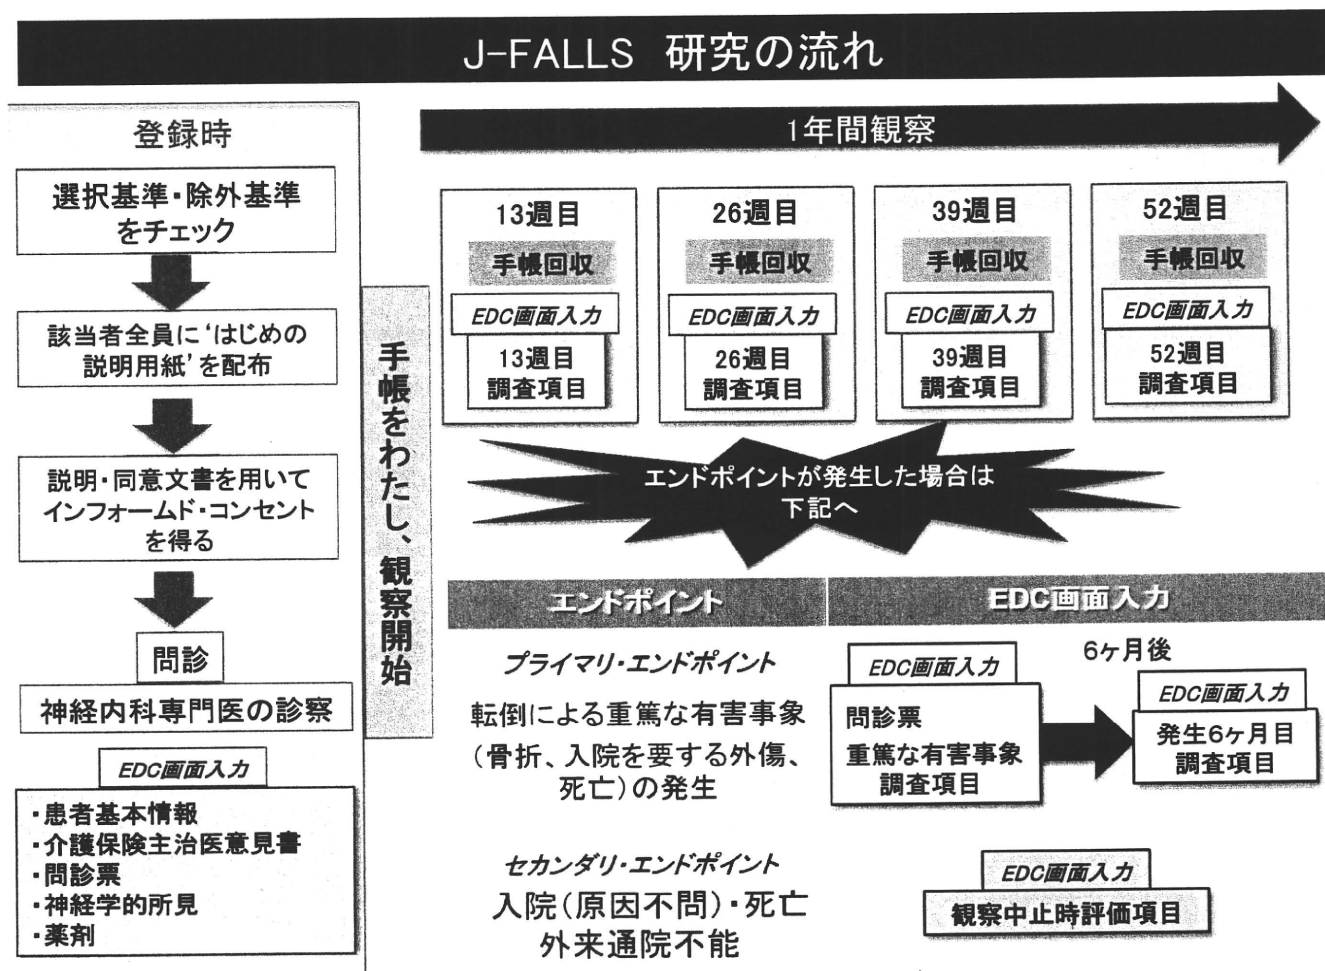 J-FALLS 研究の流れ
登録時
選択基準・除外基準
をチェック
該当者全員に‘はじめの
説明用紙’を配布
説明・同意文書を用いて
インフォームド・コンセント
を得る
問診
神経内科専門医の診察
EDC画面入力
・患者基本情報
・介護保険主治医意見書
・問診票
・神経学的所見
・薬剤
手帳をわたし、観察開始
1年間観察
13週目
手帳回収
EDC画面入力
13週目
調査項目
26週目
手帳回収
EDC画面入力
26週目
調査項目
39週目
手帳回収
EDC画面入力
39週目
調査項目
52週目
手帳回収
EDC画面入力
52週目
調査項目
エンドポイントが発生した場合は
下記へ
エンドポイント
EDC画面入力
プライマリ・エンドポイント
転倒による重篤な有害事象
(骨折、入院を要する外傷、
死亡)の発生
EDC画面入力
問診票
重篤な有害事象
調査項目
6ヶ月後
EDC画面入力
発生6ヶ月目
調査項目
セカンダリ・エンドポイント
入院(原因不問)・死亡
外来通院不能
EDC画面入力
観察中止時評価項目